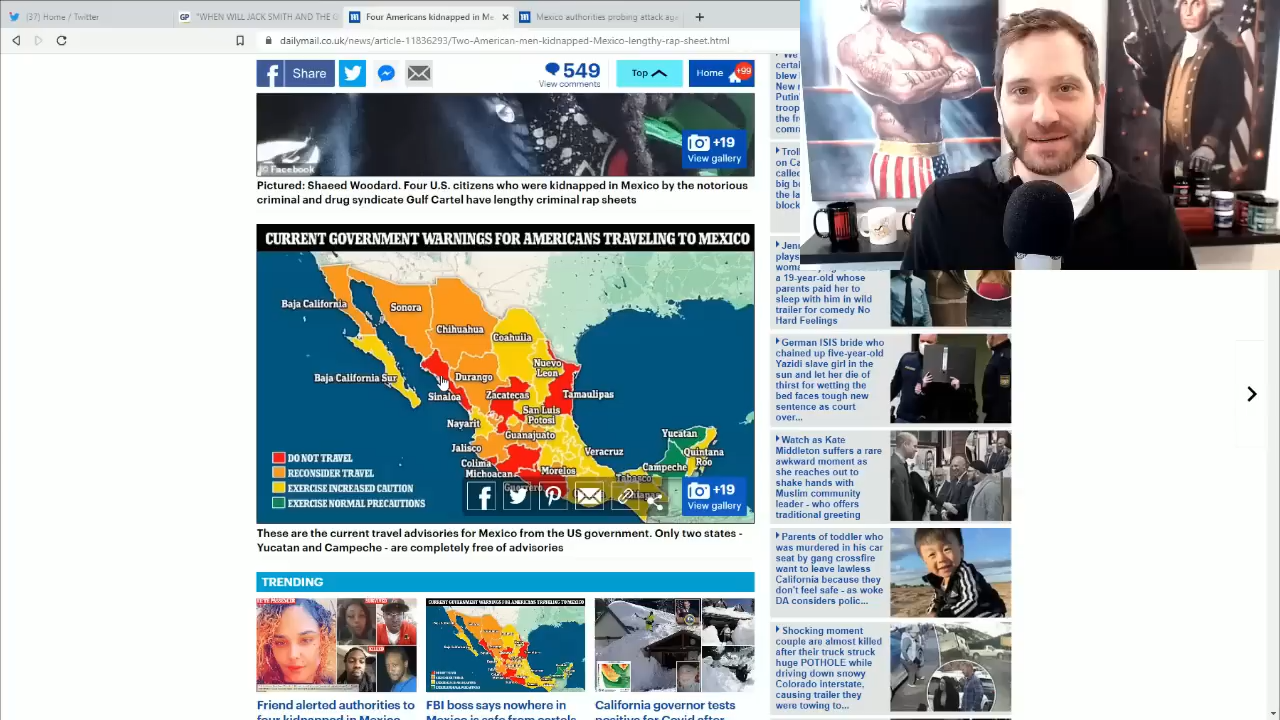 (37) Home / Twitter
GP
"WHEN WILL JACK SMITH AND THE G
Four Americans kidnapped in Me
Mexico authorities probing attack aga
dailymail.co.uk/news/article-11836293/Two-American-men-kidnapped-Mexico-lengthy-rap-sheet.html
Share
549
View comments
Top
Home
+99
© Facebook
+19
View gallery
Pictured: Shaeed Woodard. Four U.S. citizens who were kidnapped in Mexico by the notorious
criminal and drug syndicate Gulf Cartel have lengthy criminal rap sheets
CURRENT GOVERNMENT WARNINGS FOR AMERICANS TRAVELING TO MEXICO
Baja California
Sonora
Chihuahua
Coahuila
Nuevo
Leon
Baja California Sur
Durango
Sinaloa
Zacatecas
Tamaulipas
San Luis
Potosi
Nayarit
Guanajuato
Yucatan
Jalisco
Veracruz
Quintana
Roo
Colima
Michoacan
Morelos
Campeche
Tabasco
Guerrero
Chiapas
DO NOT TRAVEL
RECONSIDER TRAVEL
EXERCISE INCREASED CAUTION
EXERCISE NORMAL PRECAUTIONS
+19
View gallery
These are the current travel advisories for Mexico from the US government. Only two states -
Yucatan and Campeche - are completely free of advisories
TRENDING
Friend alerted authorities to
four kidnapped in Mexico
FBI boss says nowhere in
Mexico is safe from cartels
California governor tests
positive for Covid after
We
certai
blew
New
Putin'
troop
the fr
comm
Troll
on Ca
called
big b
the la
block
Jenn
plays
woma
a 19-year-old whose
parents paid her to
sleep with him in wild
trailer for comedy No
Hard Feelings
German ISIS bride who
chained up five-year-old
Yazidi slave girl in the
sun and let her die of
thirst for wetting the
bed faces tough new
sentence as court
over...
Watch as Kate
Middleton suffers a rare
awkward moment as
she reaches out to
shake hands with
Muslim community
leader - who offers
traditional greeting
Parents of toddler who
was murdered in his car
seat by gang crossfire
want to leave lawless
California because they
don't feel safe - as woke
DA considers polic...
Shocking moment
couple are almost killed
after their truck struck
huge POTHOLE while
driving down snowy
Colorado interstate,
causing trailer they
were towing to...